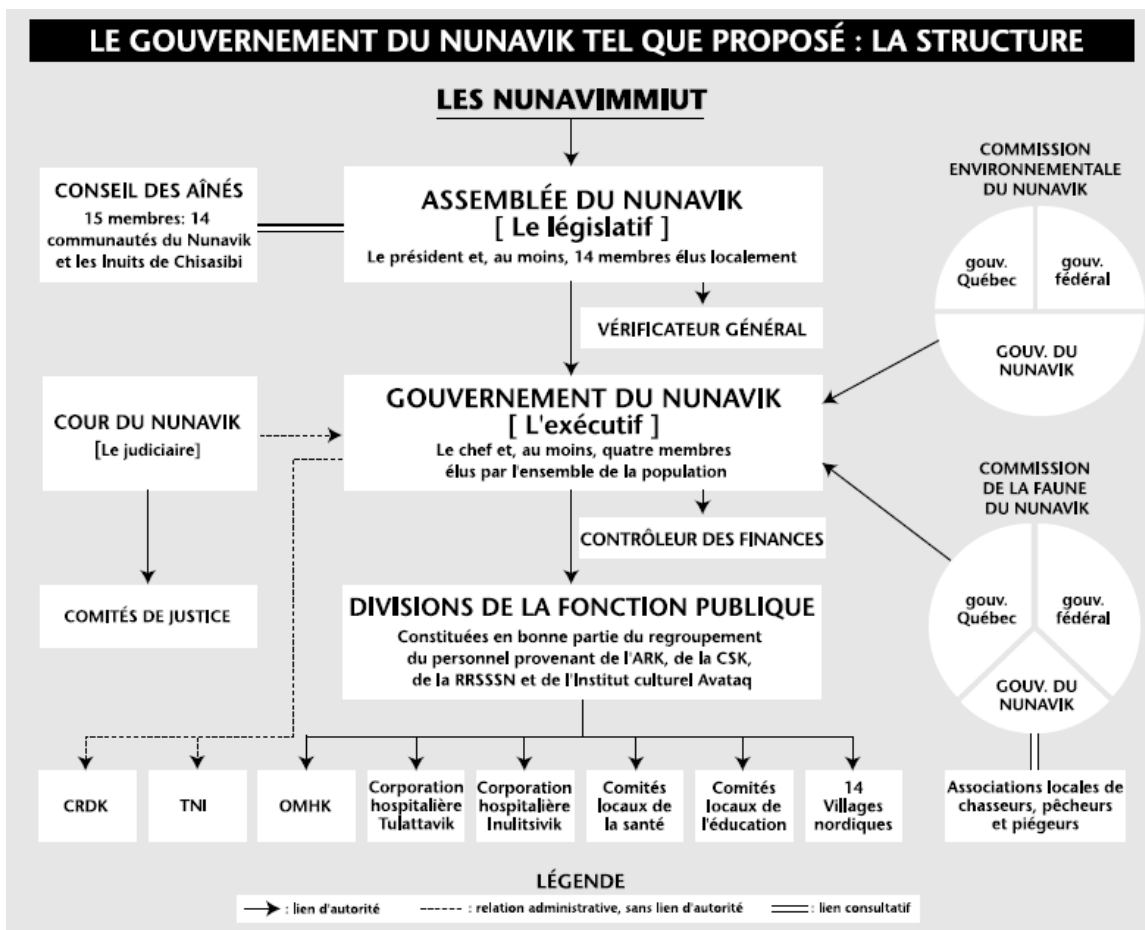 LE GOUVERNEMENT DU NUNAVIK TEL QUE PROPOSÉ : LA STRUCTURE
LES NUNAVIMMIUT
CONSEIL DES AÎNÉS
15 membres: 14
communautés du Nunavik
et les Inuits de Chisasibi
ASSEMBLÉE DU NUNAVIK
[ Le législatif ]
Le président et, au moins, 14 membres élus localement
VÉRIFICATEUR GÉNÉRAL
COMMISSION
ENVIRONNEMENTALE
DU NUNAVIK
gouv.
Québec
gouv.
fédéral
GOUV. DU
NUNAVIK
COUR DU NUNAVIK
[Le judiciaire]
GOUVERNEMENT DU NUNAVIK
[ L'exécutif ]
Le chef et, au moins, quatre membres
élus par l'ensemble de la population
CONTRÔLEUR DES FINANCES
COMMISSION
DE LA FAUNE
DU NUNAVIK
gouv.
Québec
gouv.
fédéral
GOUV. DU
NUNAVIK
COMITÉS DE JUSTICE
DIVISIONS DE LA FONCTION PUBLIQUE
Constituées en bonne partie du regroupement
du personnel provenant de l'ARK, de la CSK,
de la RRSSSN et de l'Institut culturel Avataq
CRDK
TNI
OMHK
Corporation
hospitalière
Tulattavik
Corporation
hospitalière
Inulitsivik
Comités
locaux de
la santé
Comités
locaux de
l'éducation
14
Villages
nordiques
Associations locales de
chasseurs, pêcheurs
et piégeurs
LÉGENDE
: lien d'autorité
: relation administrative, sans lien d'autorité
: lien consultatif